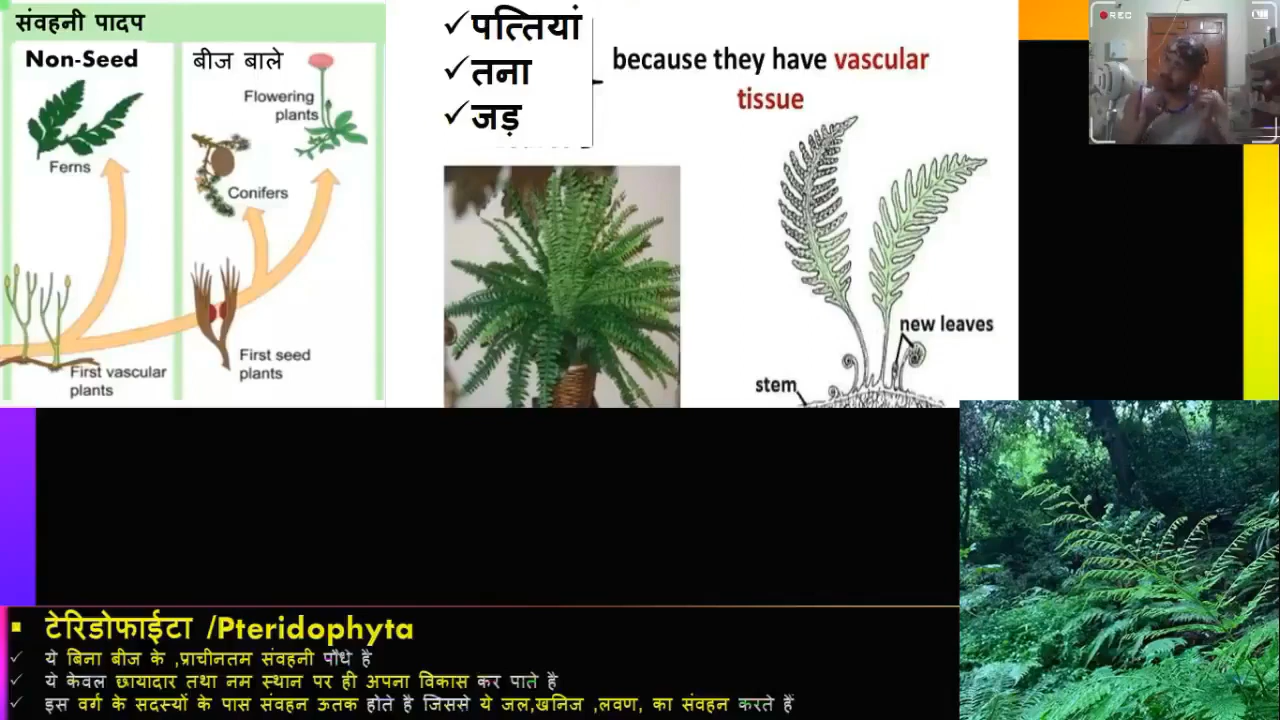 संवहनी पादप
Non-Seed
बीज बाले
Flowering
plants
Ferns
Conifers
First vascular
plants
First seed
plants
✓पत्तियां
✓तना
✓जड़
because they have vascular
tissue
new leaves
stem
REC
▪ टेरिडोफाईटा /Pteridophyta
✓ ये बिना बीज के ,प्राचीनतम संवहनी पौधे है
✓ ये केवल छायादार तथा नम स्थान पर ही अपना विकास कर पाते है
✓ इस वर्ग के सदस्यों के पास संवहन ऊतक होते है जिससे ये जल,खनिज ,लवण, का संवहन करते हैं